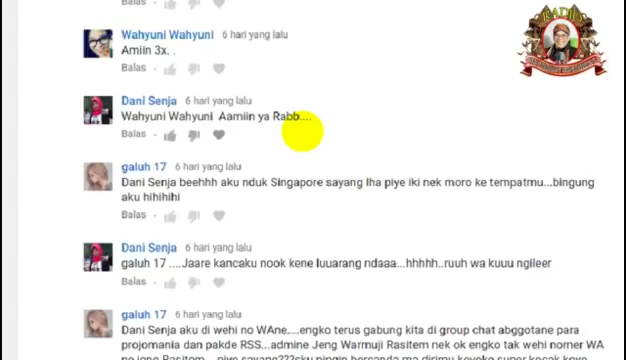 Balas
Wahyuni Wahyuni 6 hari yang lalu
Amiin 3x. .
Balas
Dani Senja 6 hari yang lalu
Wahyuni Wahyuni Aamiin ya Rabb....
Balas
galuh 17 6 hari yang lalu
Dani Senja beehhh aku nduk Singapore sayang lha piye iki nek moro ke tempatmu...bingung
aku hihihihi
Balas
Dani Senja 6 hari yang lalu
galuh 17 ....Jaare kancaku nook kene luuarang ndaaa...hhhhh..ruuh wa kuuu ngileer
Balas
galuh 17 6 hari yang lalu
Dani Senja aku di wehi no WAne....engko terus gabung kita di group chat abggotane para
projomania dan pakde RSS...admine Jeng Warmuji Rasitem nek ok engko tak wehi nomer WA